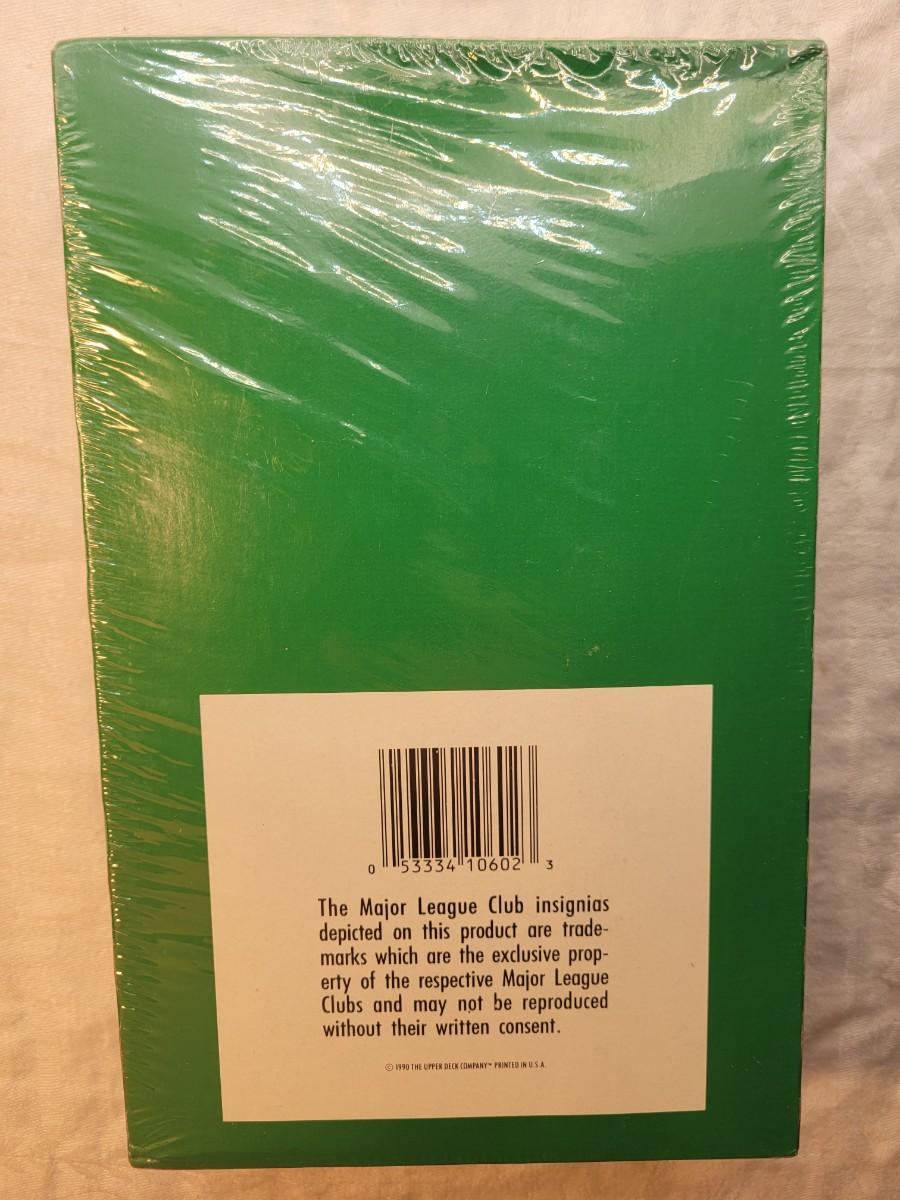 0 53334 10602 3
The Major League Club insignias
depicted on this product are trade-
marks which are the exclusive prop-
erty of the respective Major League
Clubs and may not be reproduced
without their written consent.
© 1990 THE UPPER DECK COMPANY™ PRINTED IN U.S.A.